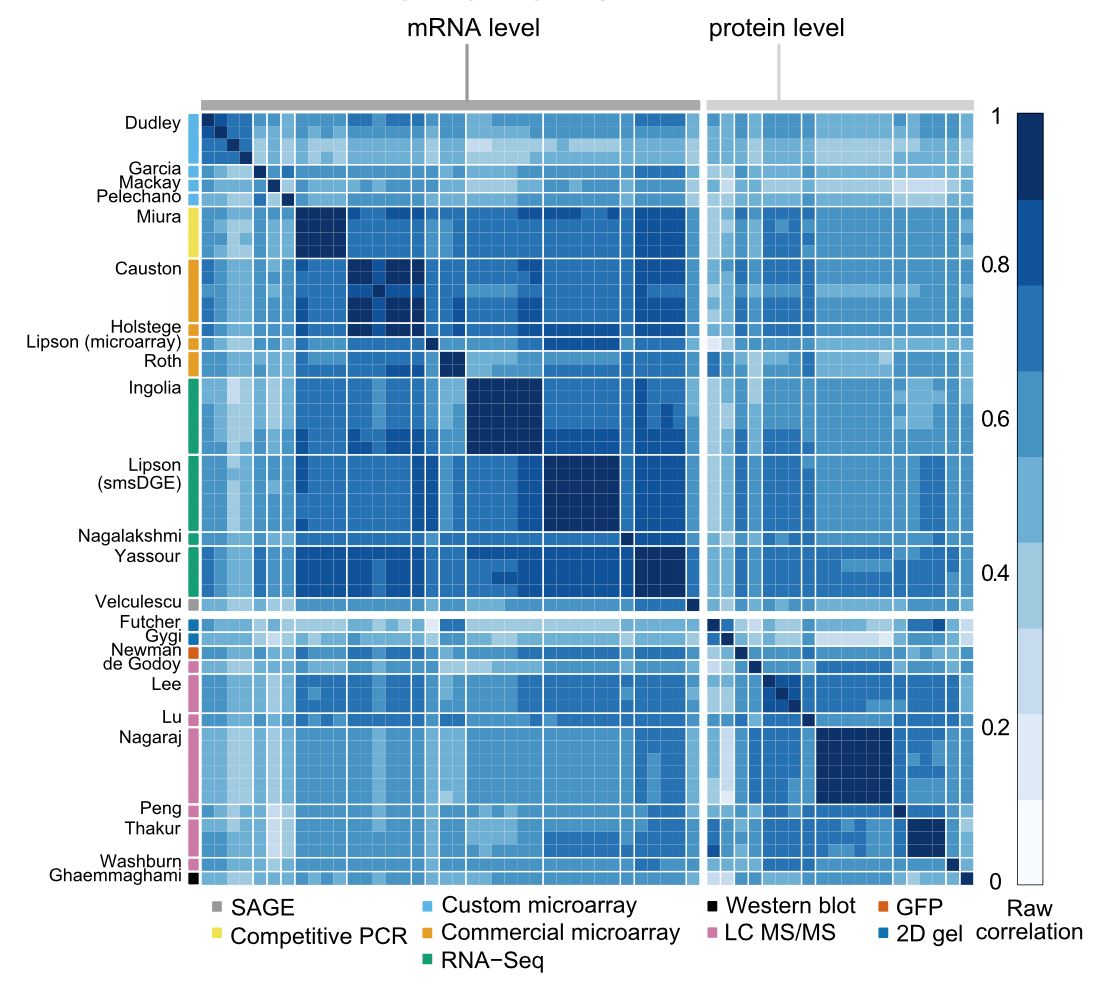 mRNA level
protein level
Dudley
Garcia
Mackay
Pelechano
Miura
Causton
Holstege
Lipson (microarray)
Roth
Ingolia
Lipson
(smsDGE)
Nagalakshmi
Yassour
Velculescu
Futcher
Gygi
Newman
de Godoy
Lee
Lu
Nagaraj
Peng
Thakur
Washburn
Ghaemmaghami
1
0.8
0.6
0.4
0.2
0
Raw
correlation
SAGE
Competitive PCR
Custom microarray
Commercial microarray
RNA−Seq
Western blot
LC MS/MS
GFP
2D gel